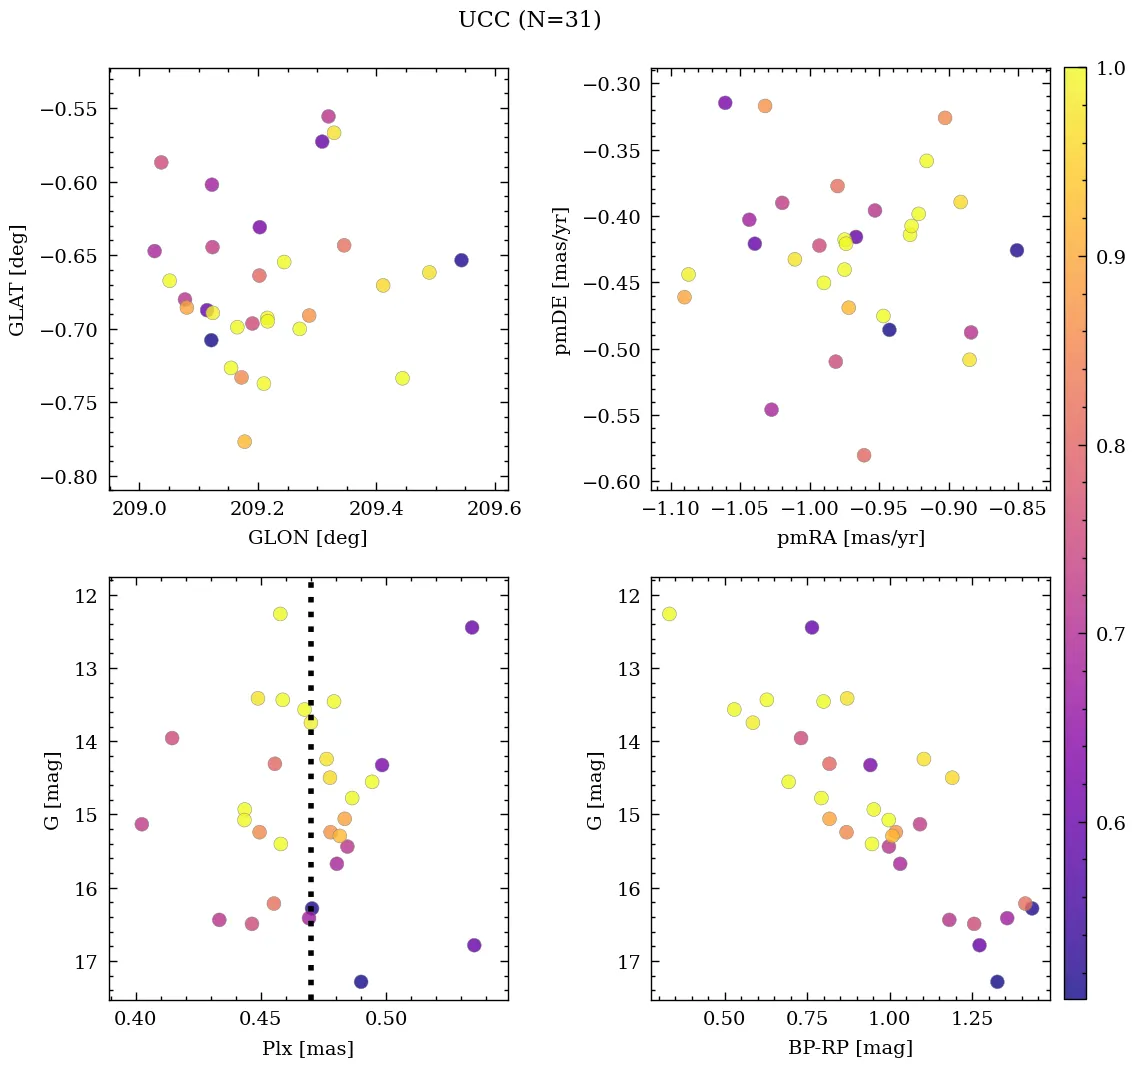 UCC (N=31)
−0.55
−0.60
−0.65
−0.70
−0.75
−0.80
GLAT [deg]
209.0 209.2 209.4 209.6
GLON [deg]
−0.30
−0.35
−0.40
−0.45
−0.50
−0.55
−0.60
pmDE [mas/yr]
−1.10 −1.05 −1.00 −0.95 −0.90 −0.85
pmRA [mas/yr]
12
13
14
15
16
17
G [mag]
0.40 0.45 0.50
Plx [mas]
12
13
14
15
16
17
G [mag]
0.50 0.75 1.00 1.25
BP-RP [mag]
1.0
0.9
0.8
0.7
0.6